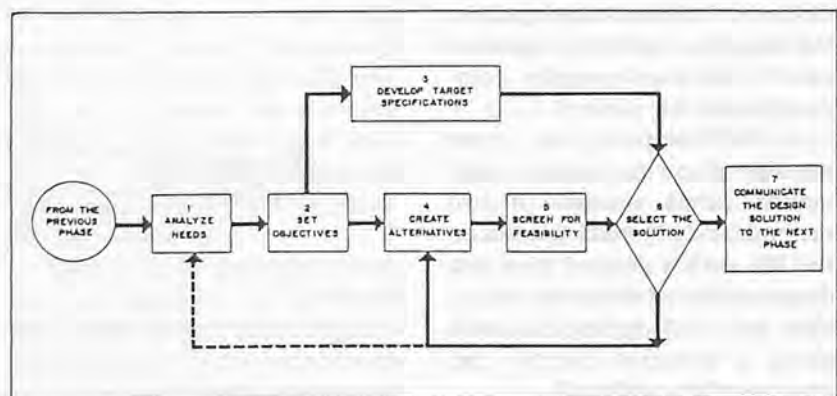 3
DEVELOP TARGET
SPECIFICATIONS
FROM THE
PREVIOUS
PHASE
1
ANALYZE
NEEDS
2
SET
OBJECTIVES
4
CREATE
ALTERNATIVES
5
SCREEN FOR
FEASIBILITY
6
SELECT THE
SOLUTION
7
COMMUNICATE
THE DESIGN
SOLUTION
TO THE NEXT
PHASE